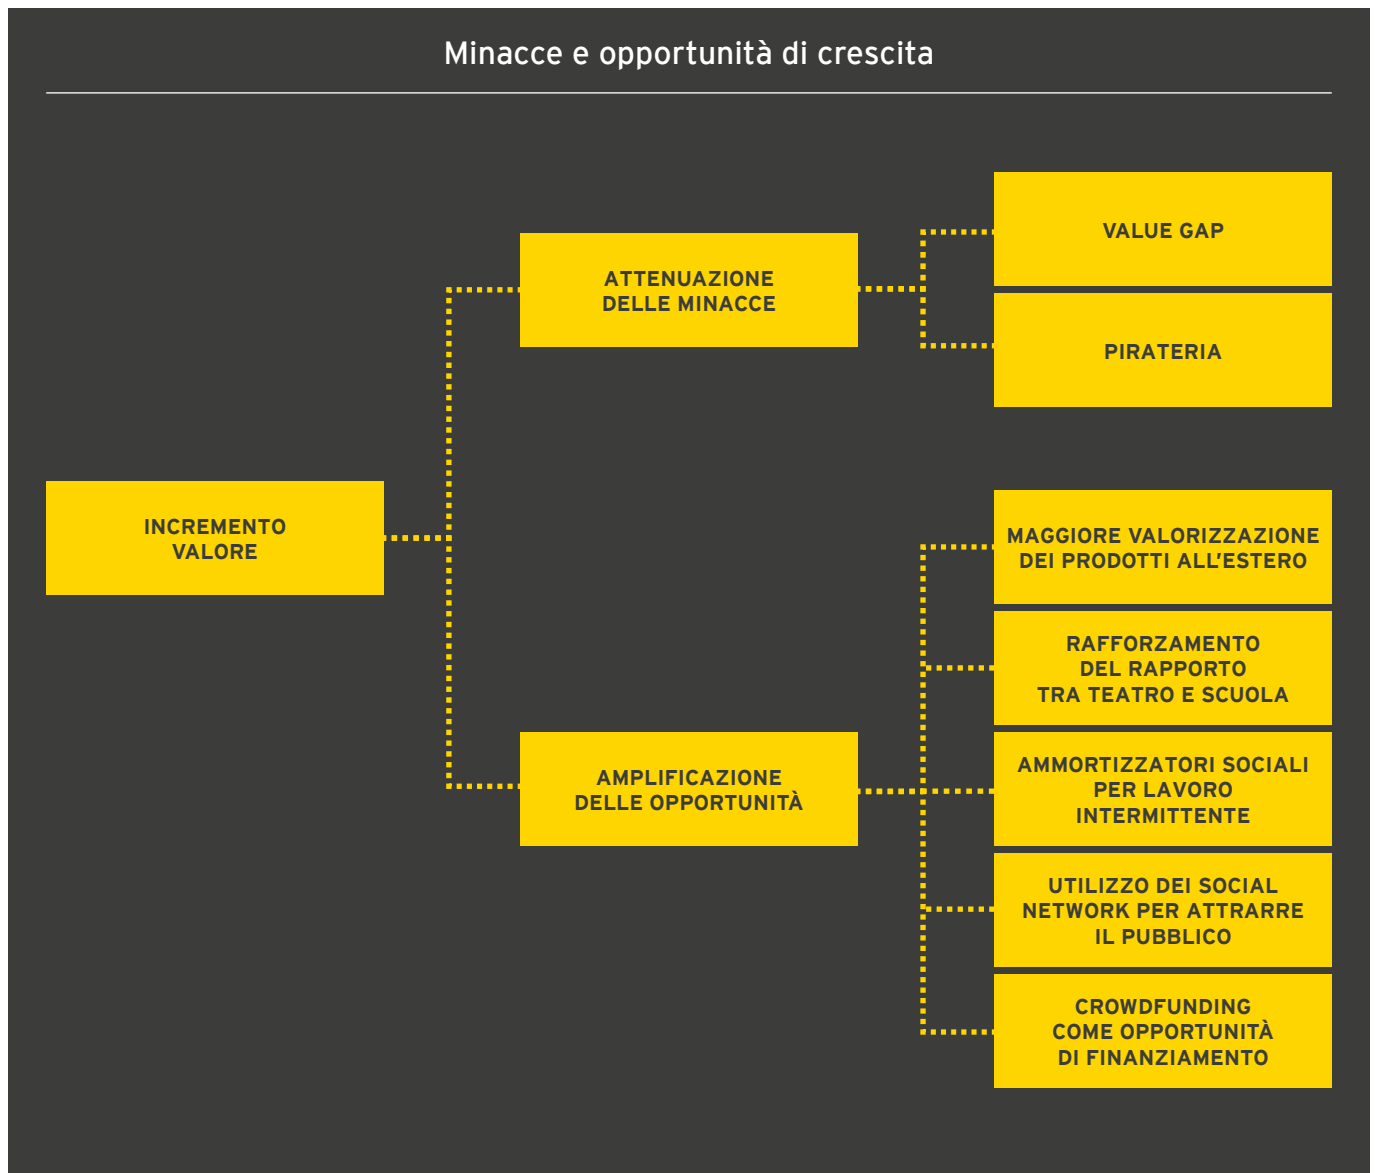 Minacce e opportunità di crescita
VALUE GAP
ATTENUAZIONE
DELLE MINACCE
PIRATERIA
INCREMENTO
VALORE
MAGGIORE VALORIZZAZIONE
DEI PRODOTTI ALL'ESTERO
RAFFORZAMENTO
DEL RAPPORTO
TRA TEATRO E SCUOLA
AMPLIFICAZIONE
DELLE OPPORTUNITÀ
AMMORTIZZATORI SOCIALI
PER LAVORO
INTERMITTENTE
UTILIZZO DEI SOCIAL
NETWORK PER ATTRARRE
IL PUBBLICO
CROWDFUNDING
COME OPPORTUNITÀ
DI FINANZIAMENTO